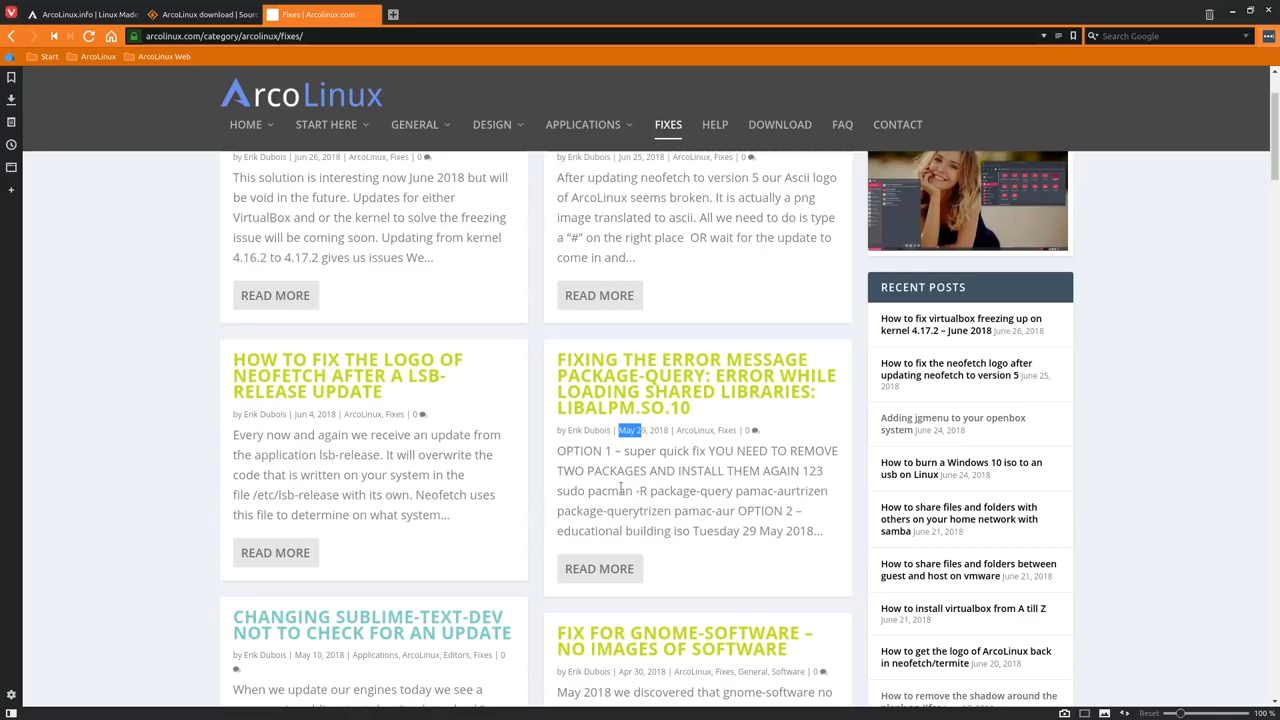 ArcoLinux.info | Linux Made
ArcoLinux download | Sour
Fixes | Arcolinux.com
arcolinux.com/category/arcolinux/fixes/
Search Google
Start
ArcoLinux
ArcoLinux Web
ArcoLinux
HOME
START HERE
GENERAL
DESIGN
APPLICATIONS
FIXES
HELP
DOWNLOAD
FAQ
CONTACT
by Erik Dubois | Jun 26, 2018 | ArcoLinux, Fixes | 0
This solution is interesting now June 2018 but will
be void in the future. Updates for either
VirtualBox and or the kernel to solve the freezing
issue will be coming soon. Updating from kernel
4.16.2 to 4.17.2 gives us issues We...
READ MORE
by Erik Dubois | Jun 25, 2018 | ArcoLinux, Fixes | 0
After updating neofetch to version 5 our Ascii logo
of ArcoLinux seems broken. It is actually a png
image translated to ascii. All we need to do is type
a “#” on the right place OR wait for the update to
come in and...
READ MORE
HOW TO FIX THE LOGO OF
NEOFETCH AFTER A LSB-
RELEASE UPDATE
by Erik Dubois | Jun 4, 2018 | ArcoLinux, Fixes | 0
Every now and again we receive an update from
the application lsb-release. It will overwrite the
code that is written on your system in the
file /etc/lsb-release with its own. Neofetch uses
this file to determine on what system...
READ MORE
FIXING THE ERROR MESSAGE
PACKAGE-QUERY: ERROR WHILE
LOADING SHARED LIBRARIES:
LIBALPM.SO.10
by Erik Dubois | May 29, 2018 | ArcoLinux, Fixes | 0
OPTION 1 – super quick fix YOU NEED TO REMOVE
TWO PACKAGES AND INSTALL THEM AGAIN 123
sudo pacman -R package-query pamac-aurtrizen
package-querytrizen pamac-aur OPTION 2 –
educational building iso Tuesday 29 May 2018...
READ MORE
CHANGING SUBLIME-TEXT-DEV
NOT TO CHECK FOR AN UPDATE
by Erik Dubois | May 10, 2018 | Applications, ArcoLinux, Editors, Fixes | 0
When we update our engines today we see a
FIX FOR GNOME-SOFTWARE –
NO IMAGES OF SOFTWARE
by Erik Dubois | Apr 30, 2018 | ArcoLinux, Fixes, General, Software | 0
May 2018 we discovered that gnome-software no
RECENT POSTS
How to fix virtualbox freezing up on
kernel 4.17.2 – June 2018 June 26, 2018
How to fix the neofetch logo after
updating neofetch to version 5 June 25,
2018
Adding jgmenu to your openbox
system June 24, 2018
How to burn a Windows 10 iso to an
usb on Linux June 24, 2018
How to share files and folders with
others on your home network with
samba June 21, 2018
How to share files and folders between
guest and host on vmware June 21, 2018
How to install virtualbox from A till Z
June 21, 2018
How to get the logo of ArcoLinux back
in neofetch/termite June 20, 2018
How to remove the shadow around the
Reset
100 %